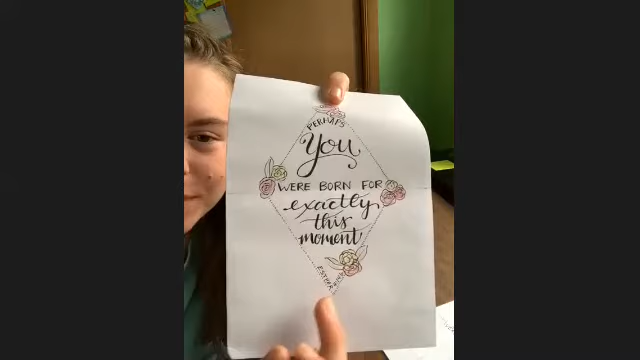 PERHAPS
You
WERE BORN FOR
exactly
this
moment
ESTHER